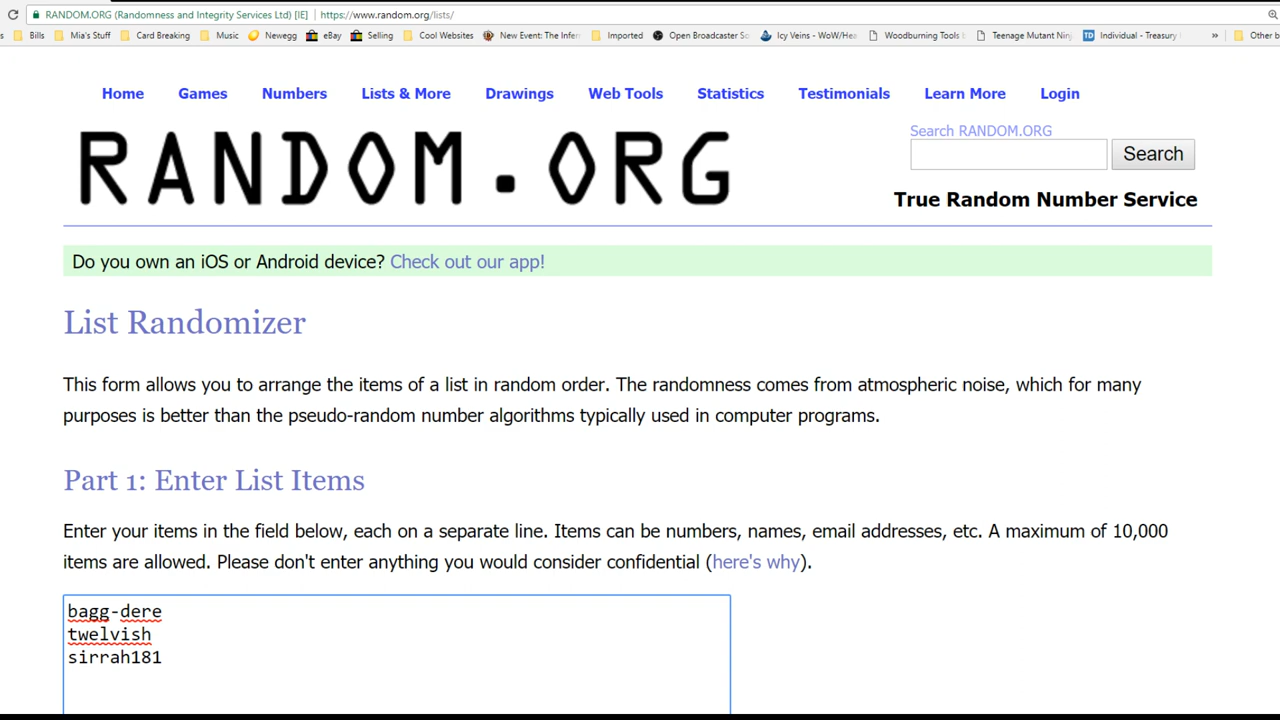 RANDOM.ORG (Randomness and Integrity Services Ltd) [IE] https://www.random.org/lists/
Bills Mia's Stuff Card Breaking Music Newegg eBay Selling Cool Websites New Event: The Infern Imported Open Broadcaster So Icy Veins - WoW/Hea Woodburning Tools Teenage Mutant Ninj Individual - Treasury » Other b
Home Games Numbers Lists & More Drawings Web Tools Statistics Testimonials Learn More Login
RANDOM.ORG
Search RANDOM.ORG
Search
True Random Number Service
Do you own an iOS or Android device? Check out our app!
List Randomizer
This form allows you to arrange the items of a list in random order. The randomness comes from atmospheric noise, which for many
purposes is better than the pseudo-random number algorithms typically used in computer programs.
Part 1: Enter List Items
Enter your items in the field below, each on a separate line. Items can be numbers, names, email addresses, etc. A maximum of 10,000
items are allowed. Please don't enter anything you would consider confidential (here's why).
bagg-dere
twelvish
sirrah181